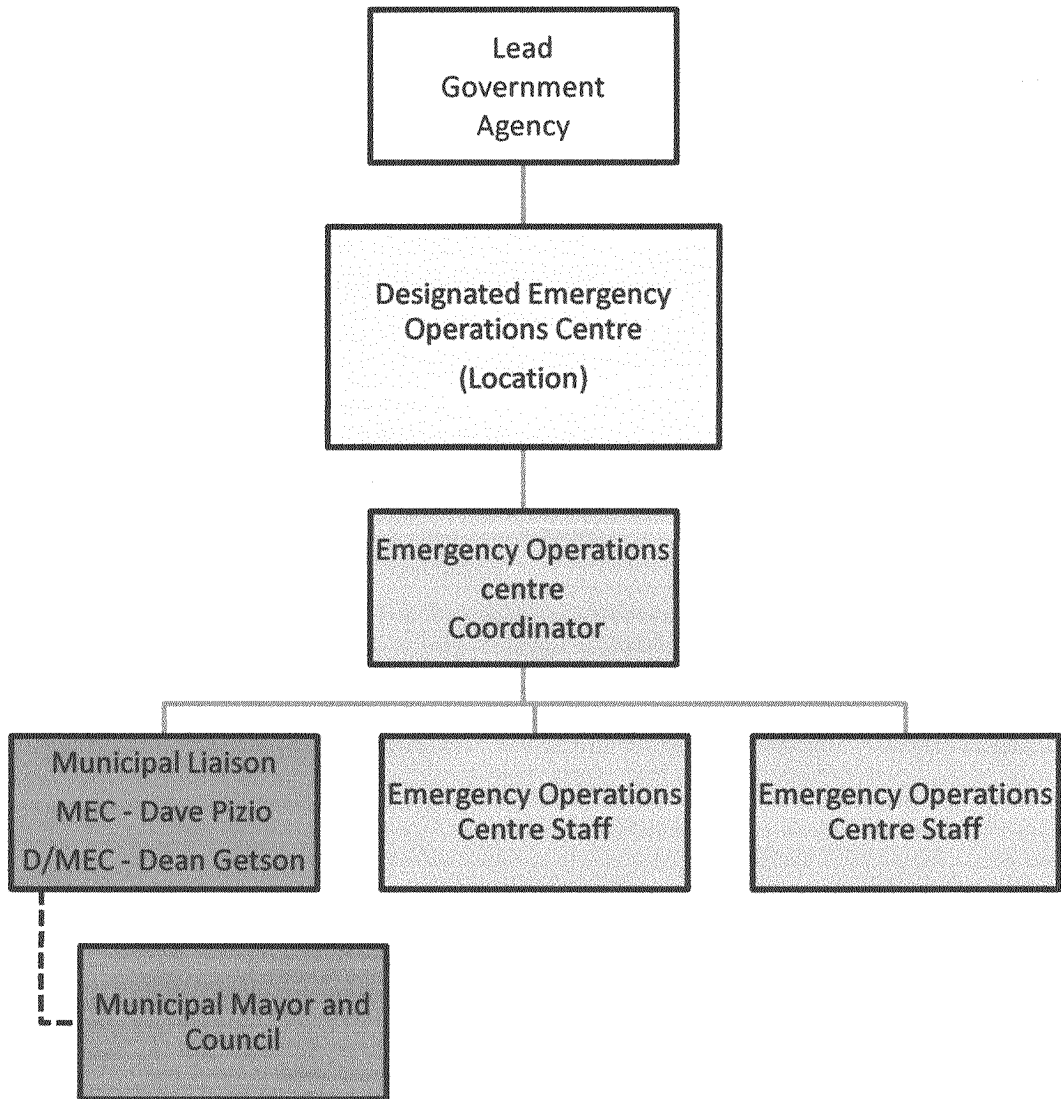 Lead
Government
Agency
Designated Emergency
Operations Centre
(Location)
Emergency Operations
centre
Coordinator
Municipal Liaison
MEC - Dave Pizio
D/MEC - Dean Getson
Emergency Operations
Centre Staff
Emergency Operations
Centre Staff
Municipal Mayor and
Council